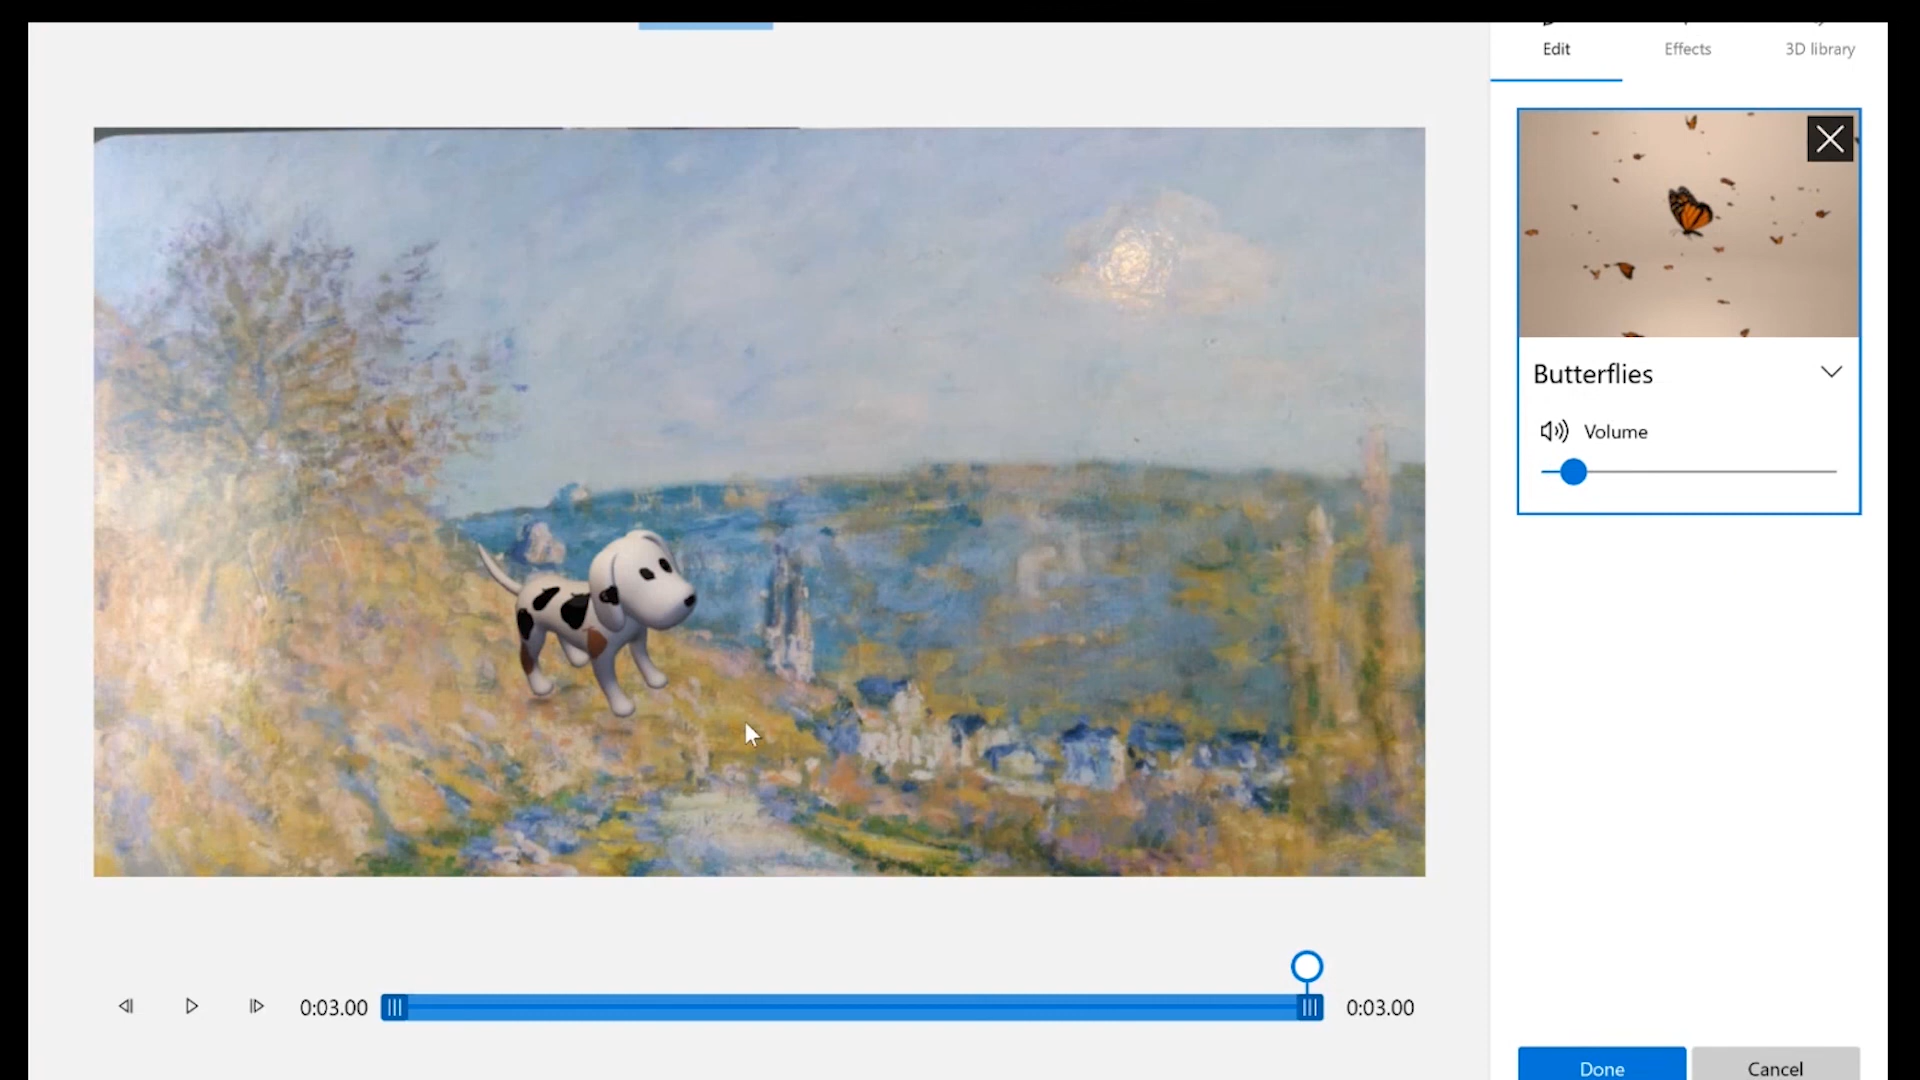 Edit
Effects
3D library
Butterflies
Volume
0:03.00
0:03.00
Done
Cancel